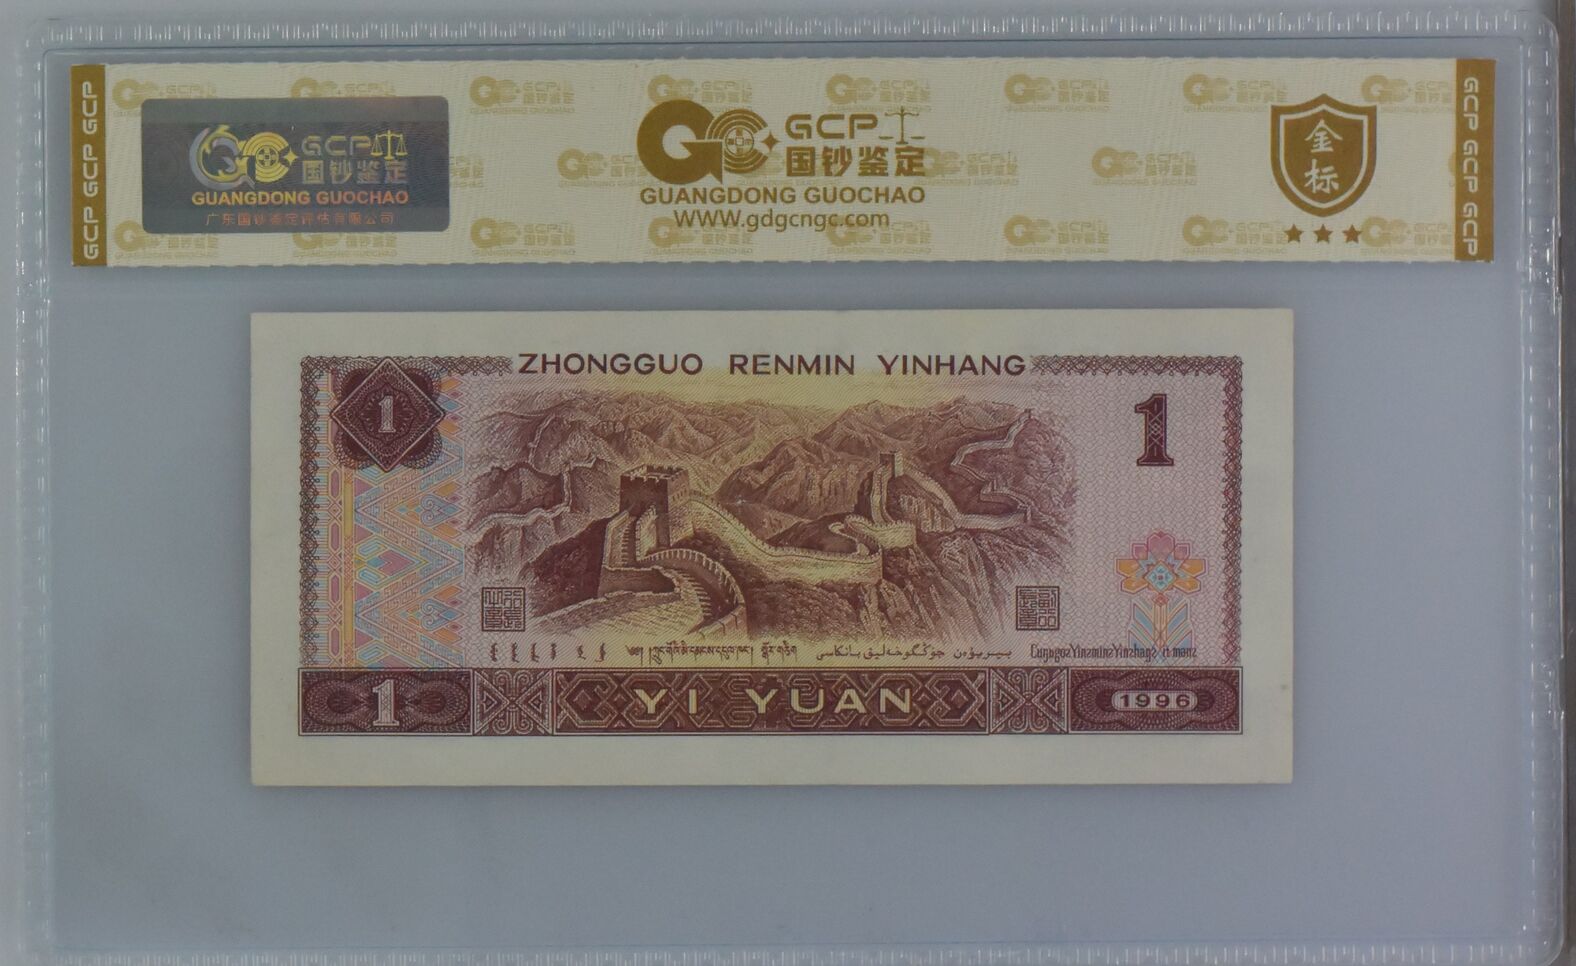 GCP GCP GCP
GCP
国钞鉴定
GUANGDONG GUOCHAO
广东国钞鉴定评估有限公司
GCP
国钞鉴定
GUANGDONG GUOCHAO
WWW.gdgcngc.com
金
标
GCP GCP GCP
ZHONGGUO RENMIN YINHANG
1
1
1
YI YUAN
1996